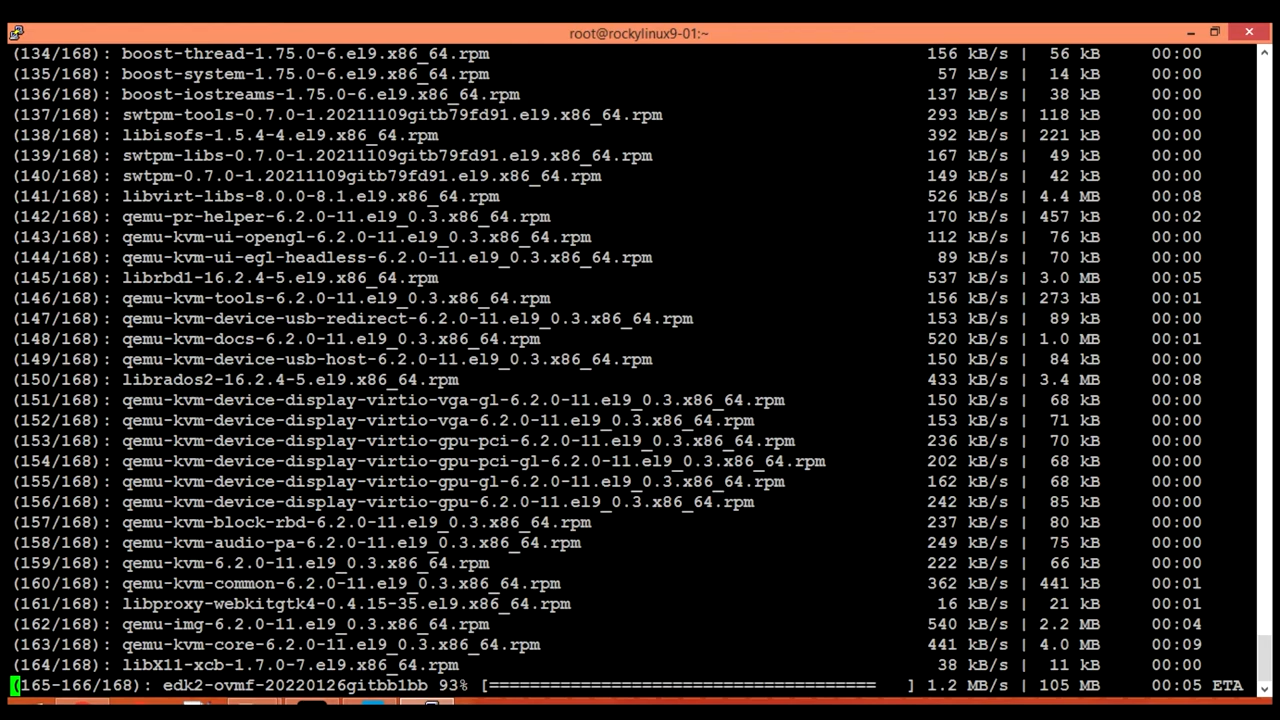 root@rockylinux9-01:~
(134/168): boost-thread-1.75.0-6.el9.x86_64.rpm 156 kB/s | 56 kB 00:00
(135/168): boost-system-1.75.0-6.el9.x86_64.rpm 57 kB/s | 14 kB 00:00
(136/168): boost-iostreams-1.75.0-6.el9.x86_64.rpm 137 kB/s | 38 kB 00:00
(137/168): swtpm-tools-0.7.0-1.20211109gitb79fd91.el9.x86_64.rpm 293 kB/s | 118 kB 00:00
(138/168): libisofs-1.5.4-4.el9.x86_64.rpm 392 kB/s | 221 kB 00:00
(139/168): swtpm-libs-0.7.0-1.20211109gitb79fd91.el9.x86_64.rpm 167 kB/s | 49 kB 00:00
(140/168): swtpm-0.7.0-1.20211109gitb79fd91.el9.x86_64.rpm 149 kB/s | 42 kB 00:00
(141/168): libvirt-libs-8.0.0-8.1.el9.x86_64.rpm 526 kB/s | 4.4 MB 00:08
(142/168): qemu-pr-helper-6.2.0-11.el9_0.3.x86_64.rpm 170 kB/s | 457 kB 00:02
(143/168): qemu-kvm-ui-opengl-6.2.0-11.el9_0.3.x86_64.rpm 112 kB/s | 76 kB 00:00
(144/168): qemu-kvm-ui-egl-headless-6.2.0-11.el9_0.3.x86_64.rpm 89 kB/s | 70 kB 00:00
(145/168): librbd1-16.2.4-5.el9.x86_64.rpm 537 kB/s | 3.0 MB 00:05
(146/168): qemu-kvm-tools-6.2.0-11.el9_0.3.x86_64.rpm 156 kB/s | 273 kB 00:01
(147/168): qemu-kvm-device-usb-redirect-6.2.0-11.el9_0.3.x86_64.rpm 153 kB/s | 89 kB 00:00
(148/168): qemu-kvm-docs-6.2.0-11.el9_0.3.x86_64.rpm 520 kB/s | 1.0 MB 00:01
(149/168): qemu-kvm-device-usb-host-6.2.0-11.el9_0.3.x86_64.rpm 150 kB/s | 84 kB 00:00
(150/168): librados2-16.2.4-5.el9.x86_64.rpm 433 kB/s | 3.4 MB 00:08
(151/168): qemu-kvm-device-display-virtio-vga-gl-6.2.0-11.el9_0.3.x86_64.rpm 150 kB/s | 68 kB 00:00
(152/168): qemu-kvm-device-display-virtio-vga-6.2.0-11.el9_0.3.x86_64.rpm 153 kB/s | 71 kB 00:00
(153/168): qemu-kvm-device-display-virtio-gpu-pci-6.2.0-11.el9_0.3.x86_64.rpm 236 kB/s | 70 kB 00:00
(154/168): qemu-kvm-device-display-virtio-gpu-pci-gl-6.2.0-11.el9_0.3.x86_64.rpm 202 kB/s | 68 kB 00:00
(155/168): qemu-kvm-device-display-virtio-gpu-gl-6.2.0-11.el9_0.3.x86_64.rpm 162 kB/s | 68 kB 00:00
(156/168): qemu-kvm-device-display-virtio-gpu-6.2.0-11.el9_0.3.x86_64.rpm 242 kB/s | 85 kB 00:00
(157/168): qemu-kvm-block-rbd-6.2.0-11.el9_0.3.x86_64.rpm 237 kB/s | 80 kB 00:00
(158/168): qemu-kvm-audio-pa-6.2.0-11.el9_0.3.x86_64.rpm 249 kB/s | 75 kB 00:00
(159/168): qemu-kvm-6.2.0-11.el9_0.3.x86_64.rpm 222 kB/s | 66 kB 00:00
(160/168): qemu-kvm-common-6.2.0-11.el9_0.3.x86_64.rpm 362 kB/s | 441 kB 00:01
(161/168): libproxy-webkitgtk4-0.4.15-35.el9.x86_64.rpm 16 kB/s | 21 kB 00:01
(162/168): qemu-img-6.2.0-11.el9_0.3.x86_64.rpm 540 kB/s | 2.2 MB 00:04
(163/168): qemu-kvm-core-6.2.0-11.el9_0.3.x86_64.rpm 441 kB/s | 4.0 MB 00:09
(164/168): libX11-xcb-1.7.0-7.el9.x86_64.rpm 38 kB/s | 11 kB 00:00
(165-166/168): edk2-ovmf-20220126gitbb1bb 93% [====================================== ] 1.2 MB/s | 105 MB 00:05 ETA